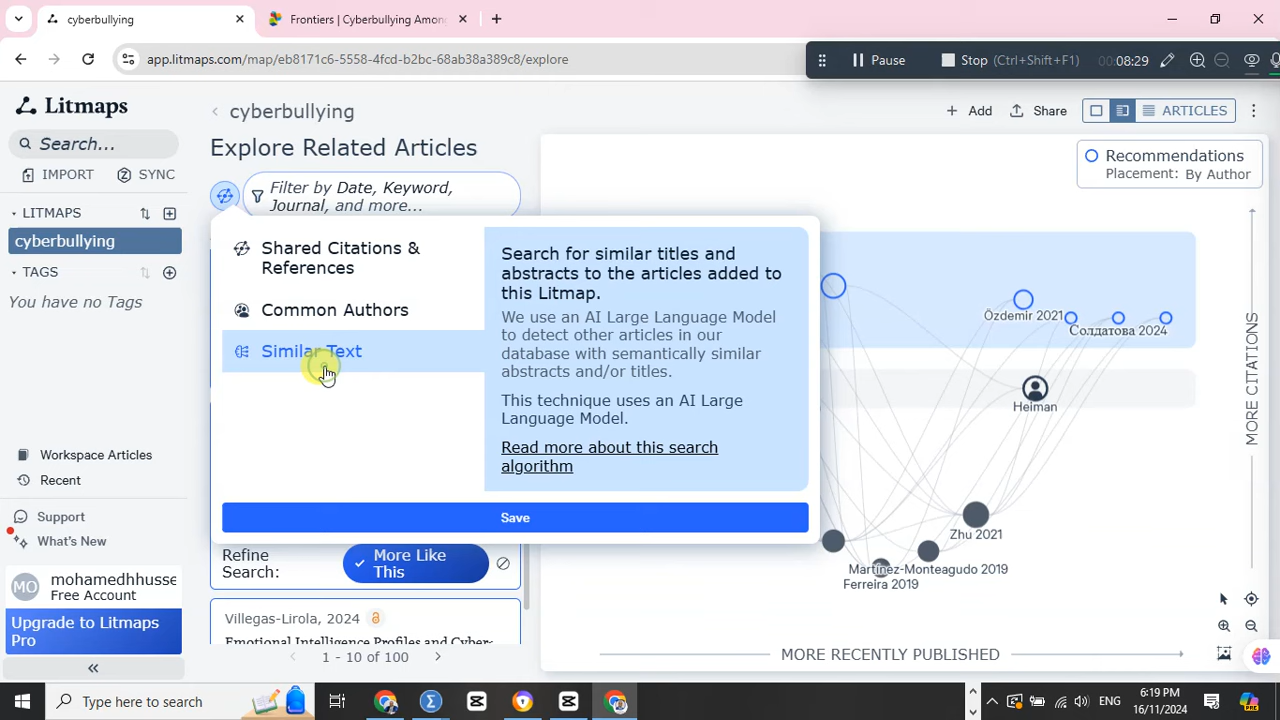 cyberbullying
Frontiers | Cyberbullying Amon
app.litmaps.com/map/eb8171c6-5558-4fcd-b2bc-68ab38a389c8/explore
Pause
Stop (Ctrl+Shift+F1)
00:08:29
Litmaps
Search...
IMPORT
SYNC
LITMAPS
cyberbullying
TAGS
You have no Tags
Workspace Articles
Recent
Support
What's New
MO
mohamedhhusse
Free Account
Upgrade to Litmaps
Pro
cyberbullying
Add
Share
ARTICLES
Explore Related Articles
Filter by Date, Keyword,
Journal, and more...
Shared Citations &
References
Common Authors
Similar Text
Search for similar titles and
abstracts to the articles added to
this Litmap.
We use an AI Large Language Model
to detect other articles in our
database with semantically similar
abstracts and/or titles.
This technique uses an AI Large
Language Model.
Read more about this search
algorithm
Save
Refine
Search:
More Like
This
Villegas-Lirola, 2024
Emotional Intelligence Profiles and Cyber-
1 - 10 of 100
Recommendations
Placement: By Author
Özdemir 2021
Солдатова 2024
Heiman
Zhu 2021
Martínez-Monteagudo 2019
Ferreira 2019
MORE CITATIONS
MORE RECENTLY PUBLISHED
Type here to search
ENG
6:19 PM
16/11/2024